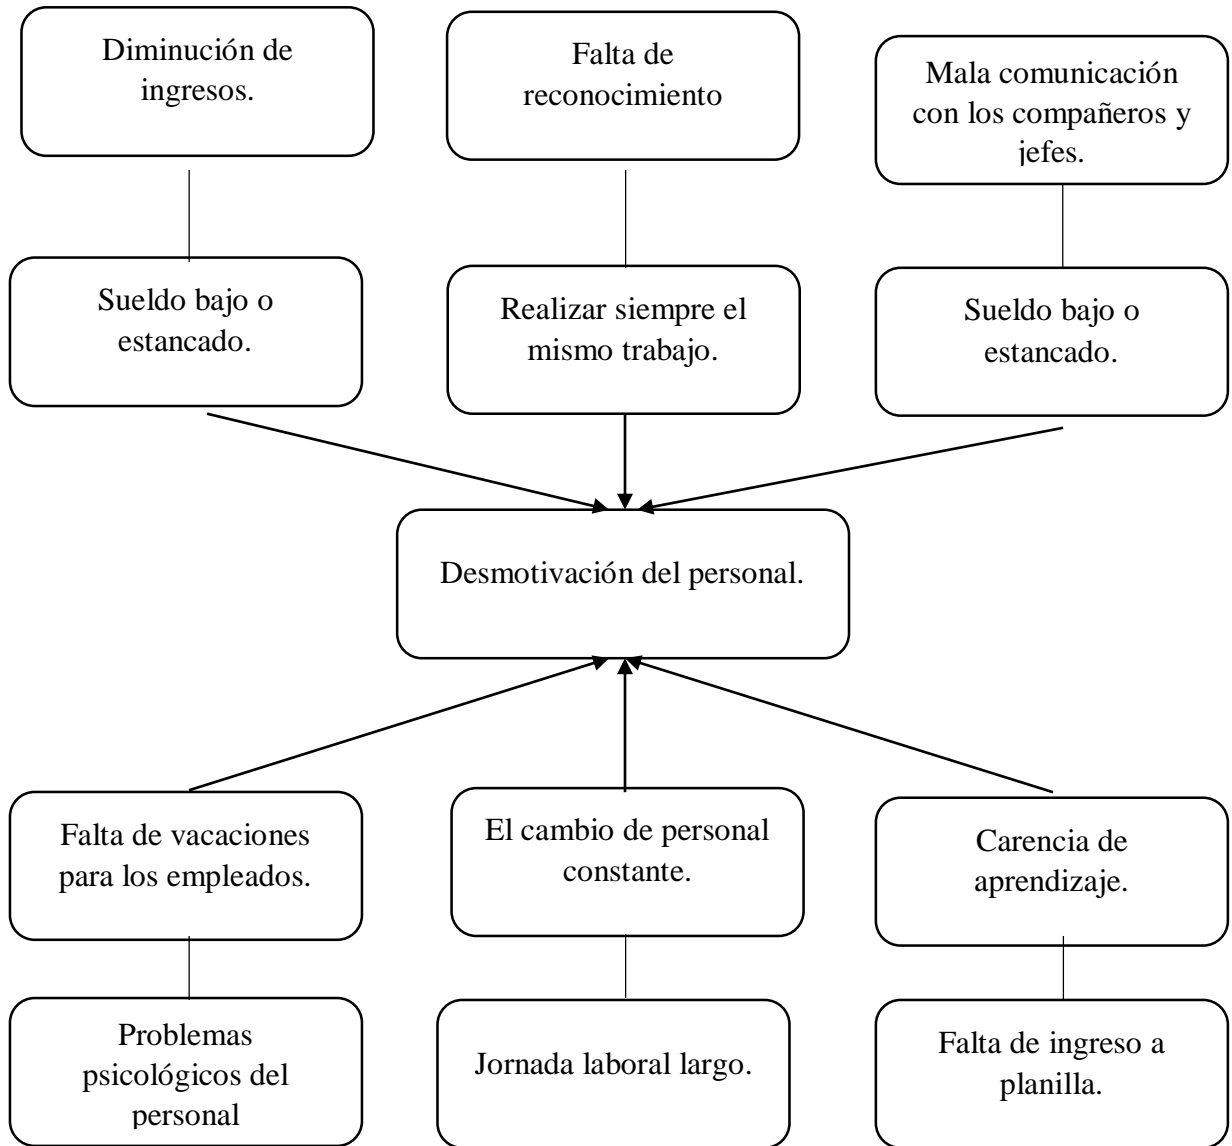 Diminución de
ingresos.
Falta de
reconocimiento
Mala comunicación
con los compañeros y
jefes.
Sueldo bajo o
estancado.
Realizar siempre el
mismo trabajo.
Sueldo bajo o
estancado.
Desmotivación del personal.
Falta de vacaciones
para los empleados.
El cambio de personal
constante.
Carencia de
aprendizaje.
Problemas
psicológicos del
personal
Jornada laboral largo.
Falta de ingreso a
planilla.